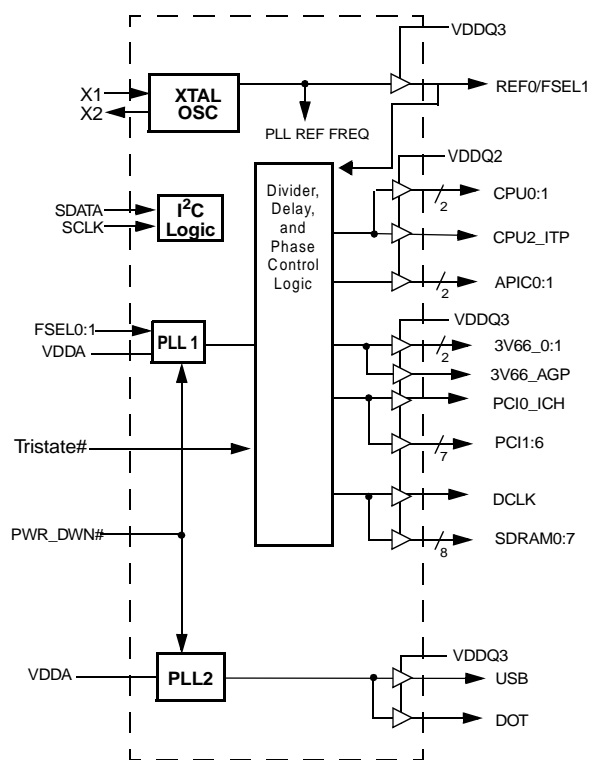 VDDQ3
X1
X2
XTAL
OSC
REF0/FSEL1
PLL REF FREQ
VDDQ2
Divider,
Delay,
and
Phase
Control
Logic
CPU0:1
2
SDATA
SCLK
I2C
Logic
CPU2_ITP
APIC0:1
2
VDDQ3
FSEL0:1
VDDA
PLL 1
3V66_0:1
2
3V66_AGP
PCI0_ICH
Tristate#
PCI1:6
7
DCLK
PWR_DWN#
SDRAM0:7
8
VDDQ3
VDDA
PLL2
USB
DOT